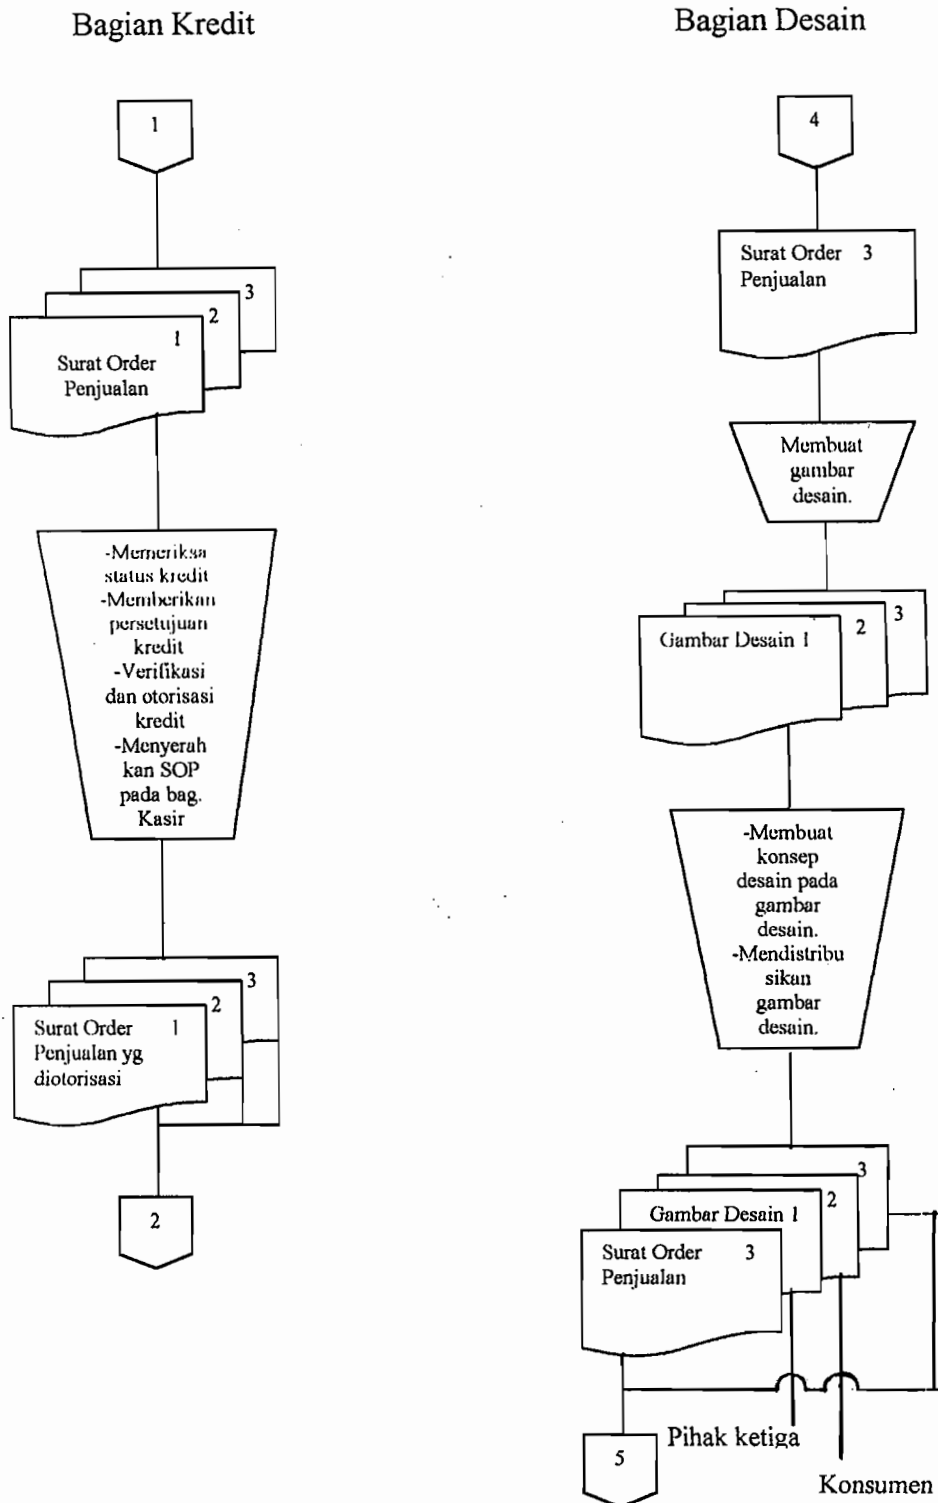 Bagian Kredit
1
3
2
1
Surat Order
Penjualan
-Memeriksa
status kredit
-Memberikan
persetujuan
kredit
-Verifikasi
dan otorisasi
kredit
-Menyerah
kan SOP
pada bag.
Kasir
3
2
Surat Order 1
Penjualan yg
diotorisasi
2
Bagian Desain
4
Surat Order 3
Penjualan
Membuat
gambar
desain.
3
2
Gambar Desain 1
-Membuat
konsep
desain pada
gambar
desain.
-Mendistribu
sikan
gambar
desain.
3
2
Gambar Desain 1
Surat Order 3
Penjualan
Pihak ketiga
5
Konsumen